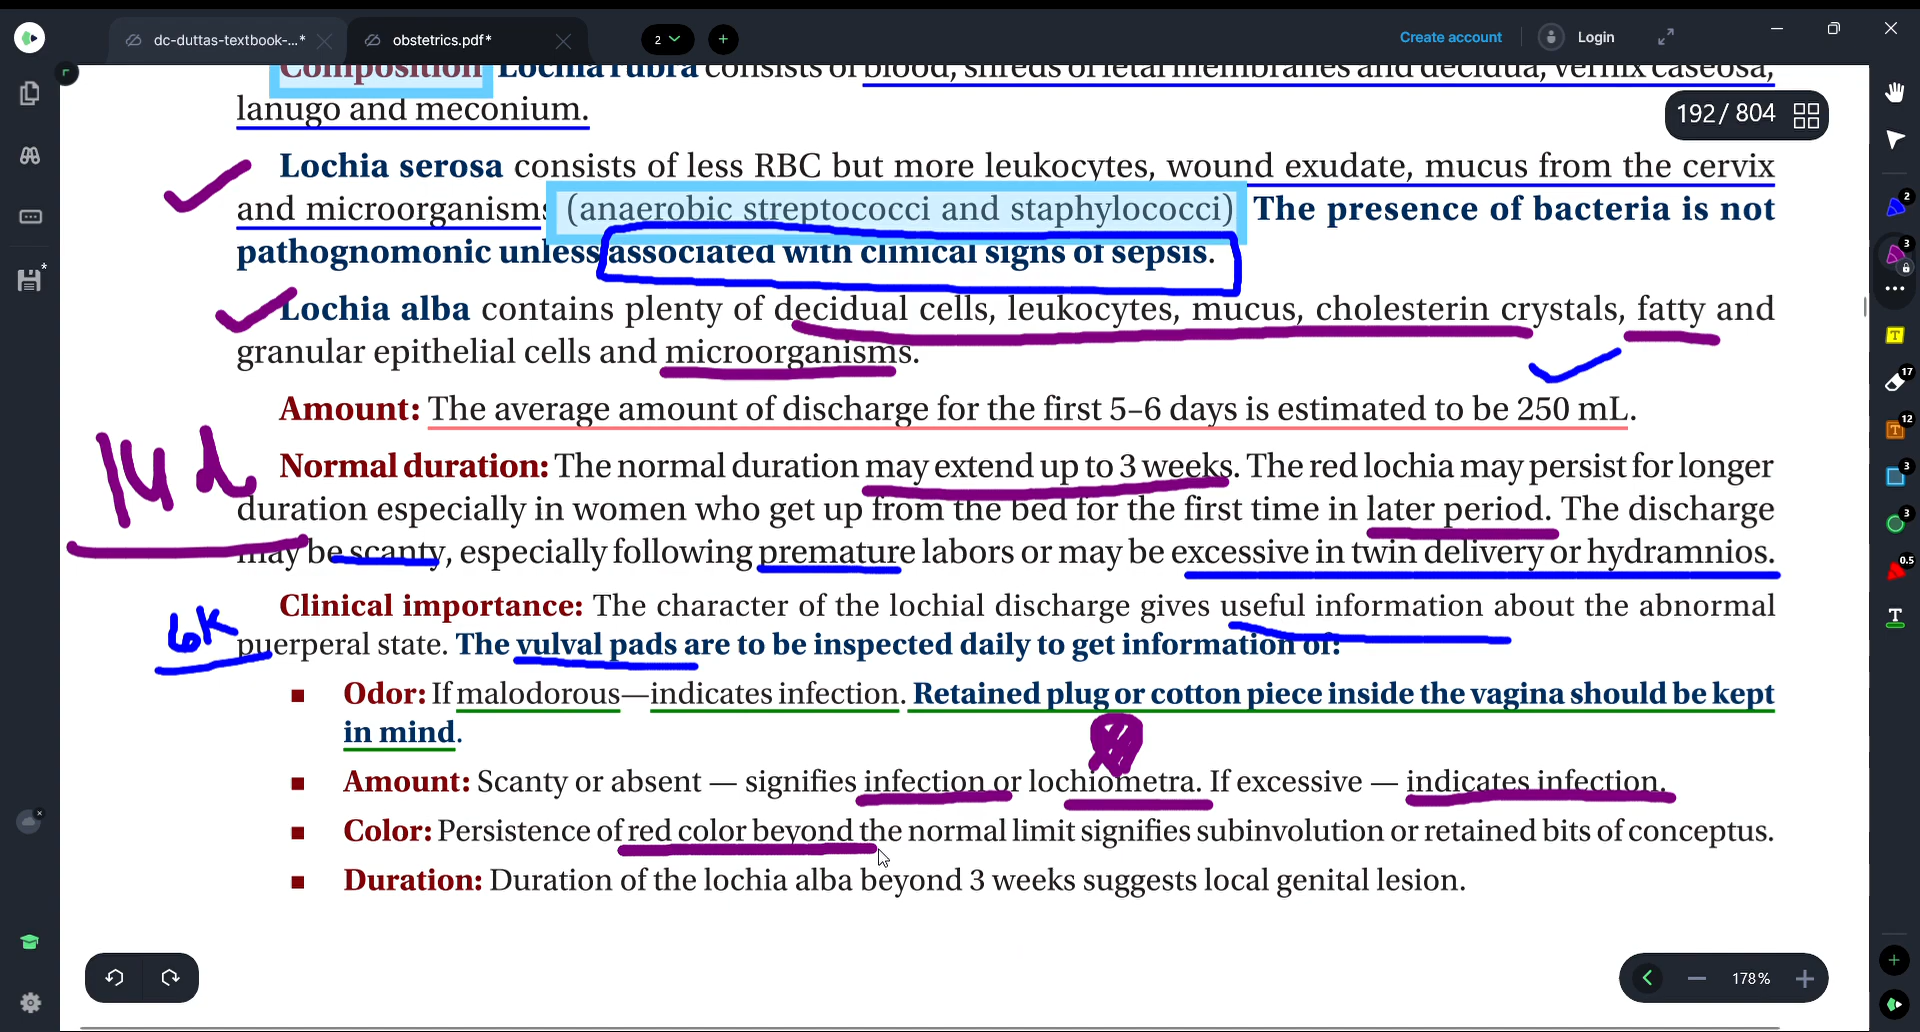 dc-duttas-textbook-...*
obstetrics.pdf*
2
Create account
Login
Composition Lochia rubra consists of blood, shreds of fetal membranes and decidua, vernix caseosa,
lanugo and meconium.
192 / 804
Lochia serosa consists of less RBC but more leukocytes, wound exudate, mucus from the cervix
and microorganisms (anaerobic streptococci and staphylococci) The presence of bacteria is not
pathognomonic unless associated with clinical signs of sepsis.
Lochia alba contains plenty of decidual cells, leukocytes, mucus, cholesterin crystals, fatty and
granular epithelial cells and microorganisms.
Amount: The average amount of discharge for the first 5–6 days is estimated to be 250 mL.
Normal duration: The normal duration may extend up to 3 weeks. The red lochia may persist for longer
duration especially in women who get up from the bed for the first time in later period. The discharge
may be scanty, especially following premature labors or may be excessive in twin delivery or hydramnios.
Clinical importance: The character of the lochial discharge gives useful information about the abnormal
puerperal state. The vulval pads are to be inspected daily to get information of:
■ Odor: If malodorous—indicates infection. Retained plug or cotton piece inside the vagina should be kept
in mind.
■ Amount: Scanty or absent — signifies infection or lochiometra. If excessive — indicates infection.
■ Color: Persistence of red color beyond the normal limit signifies subinvolution or retained bits of conceptus.
■ Duration: Duration of the lochia alba beyond 3 weeks suggests local genital lesion.
178%
2
3
17
12
3
3
0.5